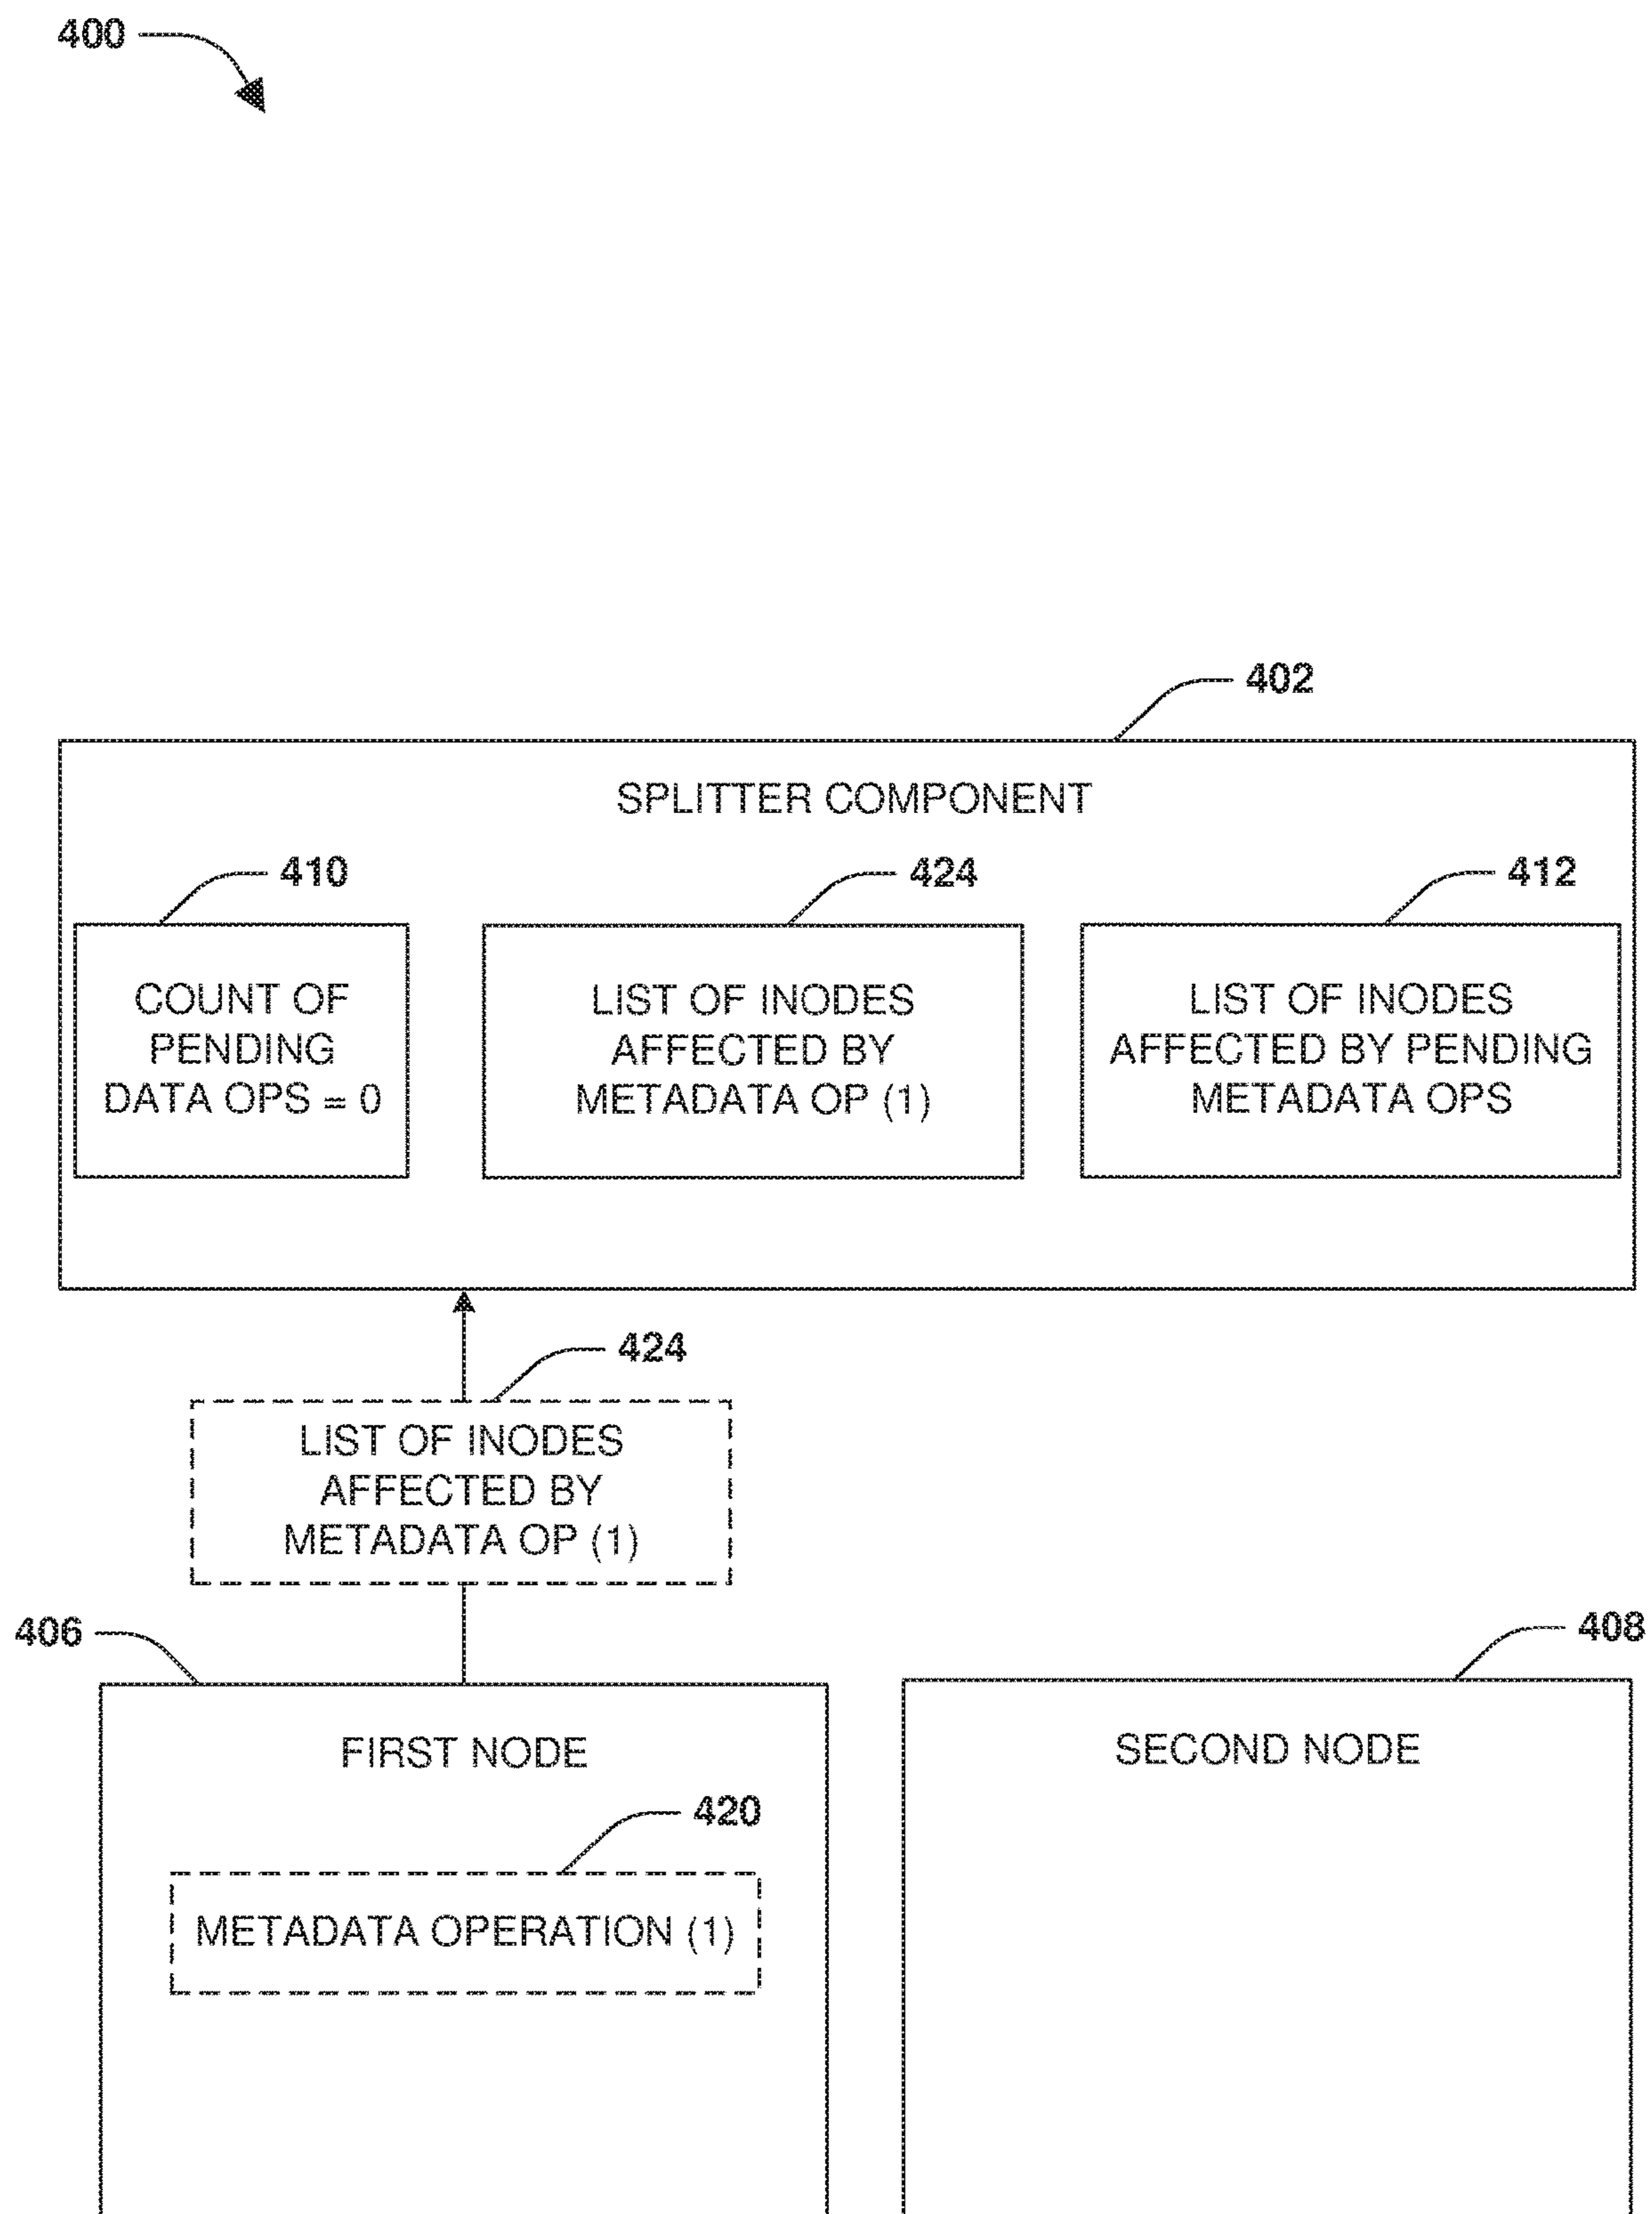 400
402
SPLITTER COMPONENT
410
424
412
COUNT OF
PENDING
DATA OPS = 0
LIST OF INODES
AFFECTED BY
METADATA OP (1)
LIST OF INODES
AFFECTED BY PENDING
METADATA OPS
424
LIST OF INODES
AFFECTED BY
METADATA OP (1)
406
408
FIRST NODE
SECOND NODE
420
METADATA OPERATION (1)